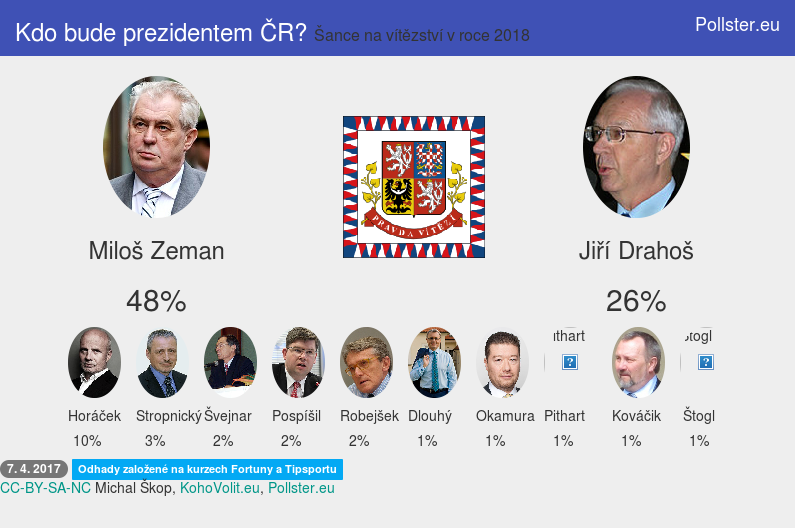 Kdo bude prezidentem ČR? Šance na vítězství v roce 2018
Pollster.eu
PRAVDA VÍTĚZÍ
Miloš Zeman
Jiří Drahoš
48%
26%
Horáček Stropnický Švejnar Pospíšil Robejšek Dlouhý Okamura Pithart Kováčik Štogl
10% 3% 2% 2% 2% 1% 1% 1% 1% 1%
7. 4. 2017 Odhady založené na kurzech Fortuny a Tipsportu
CC-BY-SA-NC Michal Škop, KohoVolit.eu, Pollster.eu